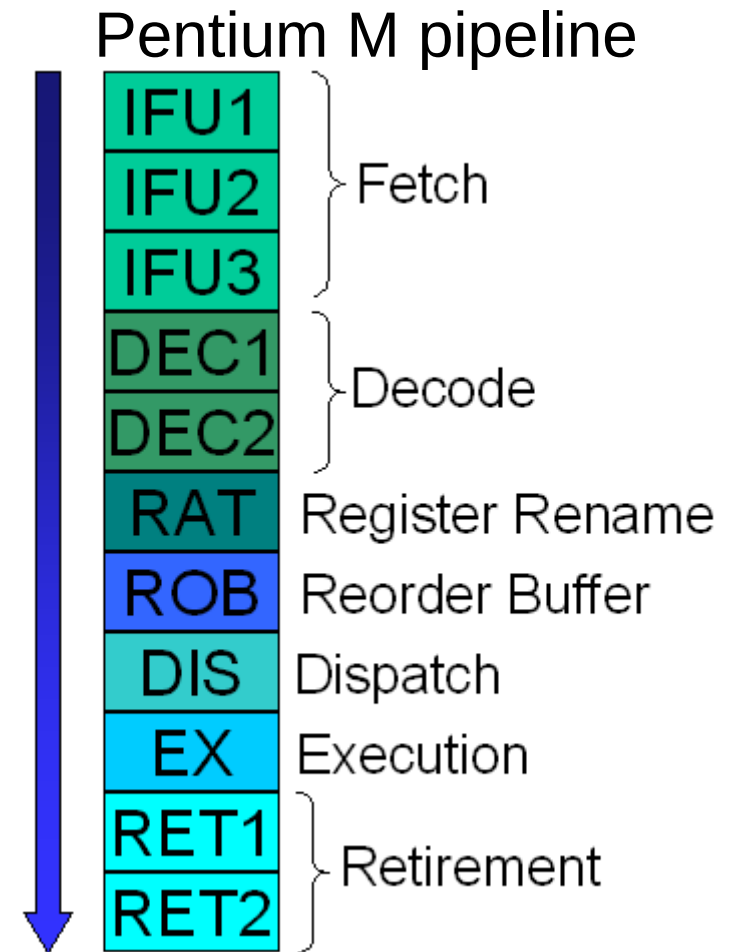 Pentium M pipeline
IFU1
IFU2
Fetch
IFU3
DEC1
Decode
DEC2
RAT Register Rename
ROB Reorder Buffer
DIS Dispatch
EX Execution
RET1
Retirement
RET2